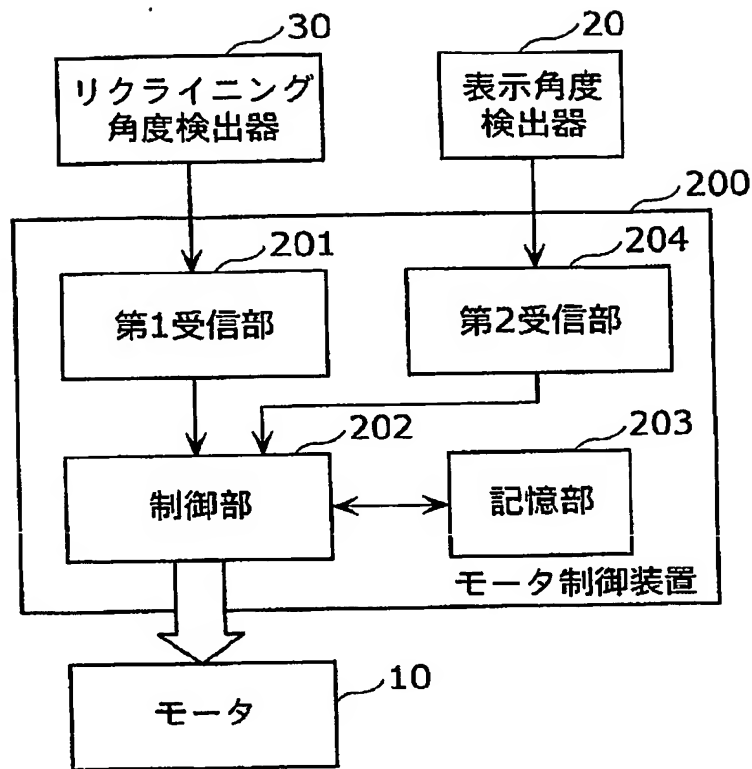 30
リクライニング
角度検出器
20
表示角度
検出器
200
201
第1受信部
204
第2受信部
202
制御部
203
記憶部
モータ制御装置
10
モータ